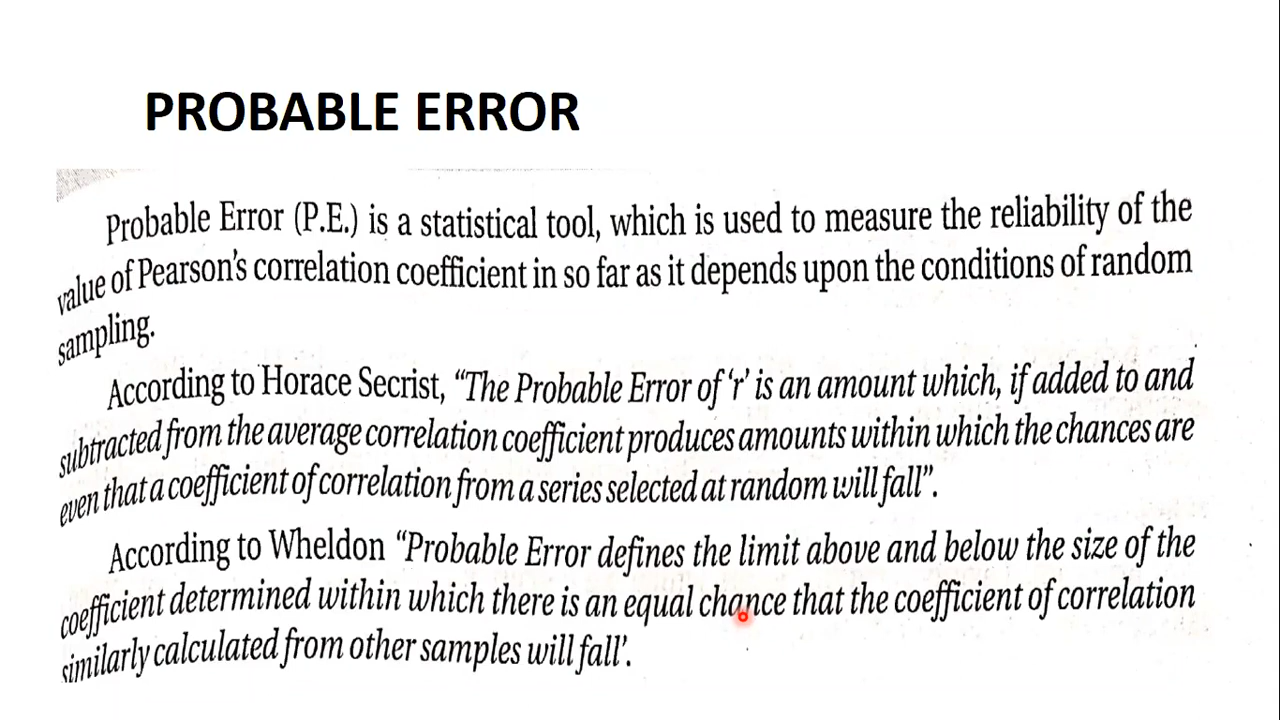 PROBABLE ERROR
Probable Error (P.E.) is a statistical tool, which is used to measure the reliability of the
value of Pearson's correlation coefficient in so far as it depends upon the conditions of random
sampling.
According to Horace Secrist, “The Probable Error of ‘r’ is an amount which, if added to and
subtracted from the average correlation coefficient produces amounts within which the chances are
even that a coefficient of correlation from a series selected at random will fall”.
According to Wheldon “Probable Error defines the limit above and below the size of the
coefficient determined within which there is an equal chance that the coefficient of correlation
similarly calculated from other samples will fall’.